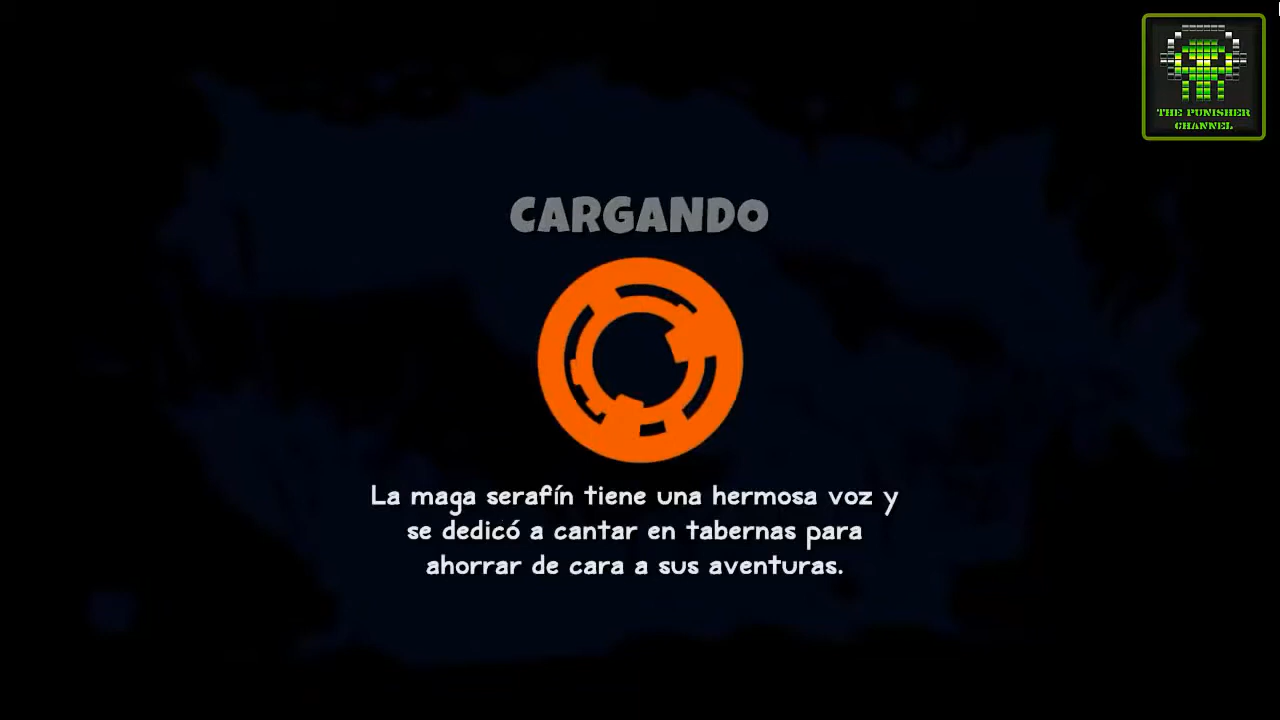 THE PUNISHER
CHANNEL
CARGANDO
La maga serafín tiene una hermosa voz y
se dedicó a cantar en tabernas para
ahorrar de cara a sus aventuras.